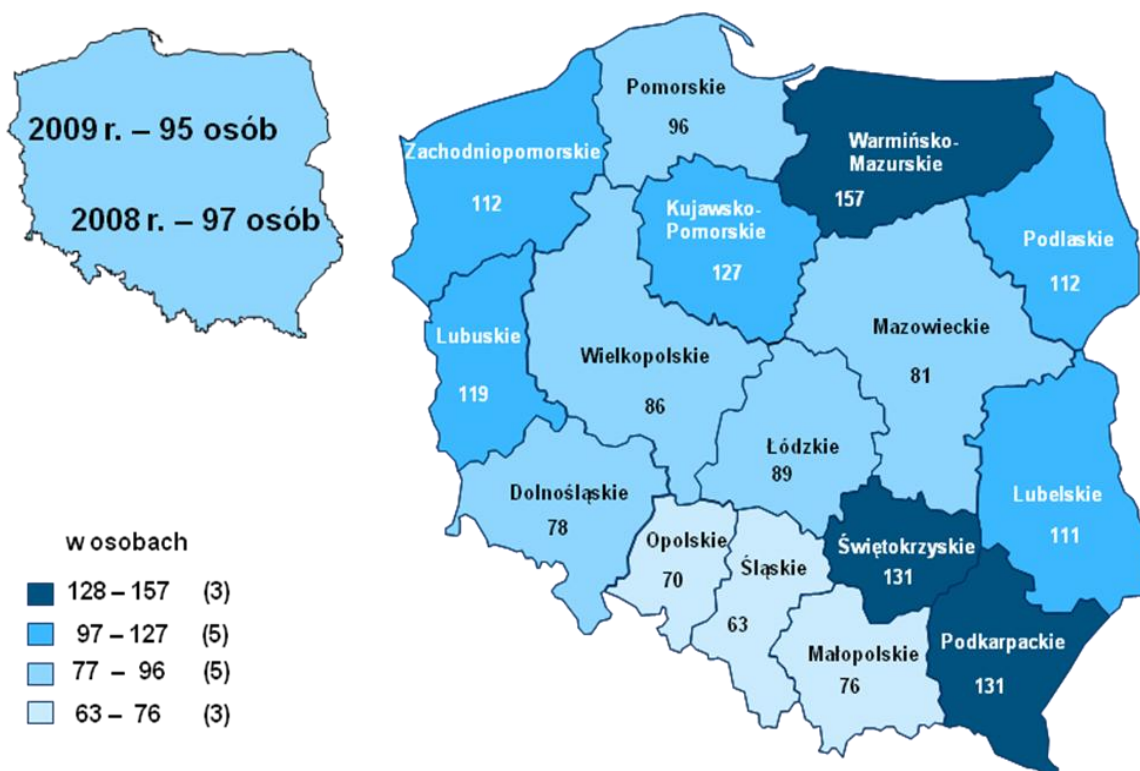 2009 r. – 95 osób
2008 r. – 97 osób
Pomorskie
96
Warmińsko-
Mazurskie
157
Zachodniopomorskie
112
Kujawsko-
Pomorskie
127
Podlaskie
112
Lubuskie
119
Wielkopolskie
86
Mazowieckie
81
Łódzkie
89
Dolnośląskie
78
Lubelskie
111
Opolskie
70
Śląskie
63
Świętokrzyskie
131
Małopolskie
76
Podkarpackie
131
w osobach
128 – 157 (3)
97 – 127 (5)
77 – 96 (5)
63 – 76 (3)